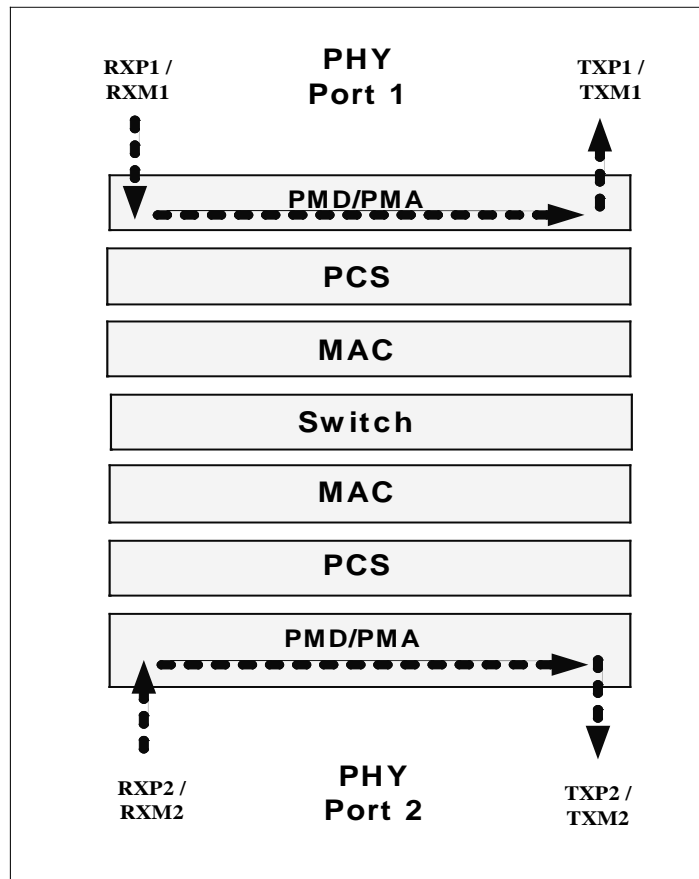 RXP1 /
RXM1
PHY
Port 1
TXP1 /
TXM1
PMD/PMA
PCS
MAC
Switch
MAC
PCS
PMD/PMA
RXP2 /
RXM2
PHY
Port 2
TXP2 /
TXM2